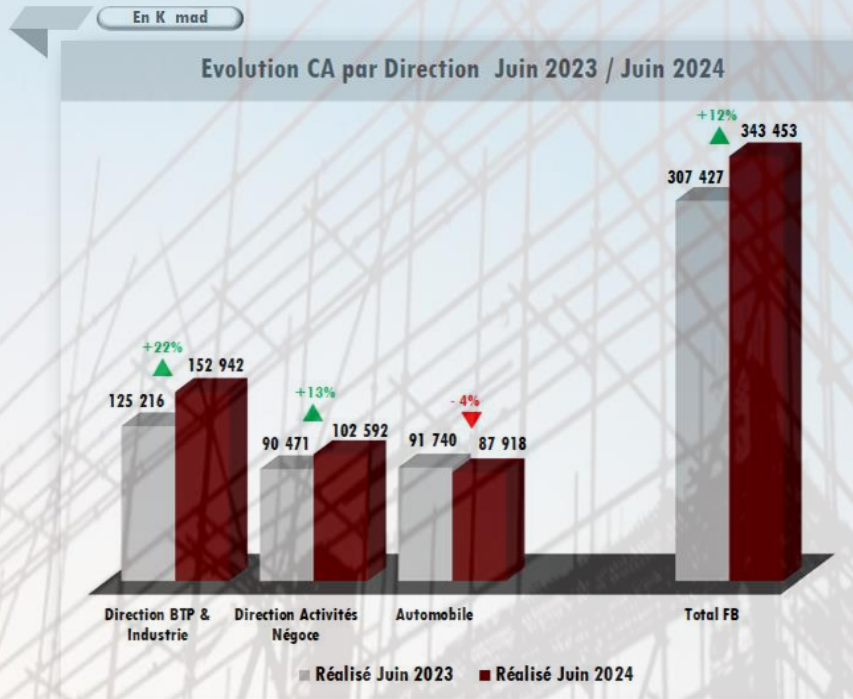 En K mad
Evolution CA par Direction Juin 2023 / Juin 2024
+12%
343 453
307 427
+22%
152 942
125 216
+13%
102 592
90 471
- 4%
91 740
87 918
Direction BTP &
Industrie
Direction Activités
Négoce
Automobile
Total FB
Réalisé Juin 2023
Réalisé Juin 2024